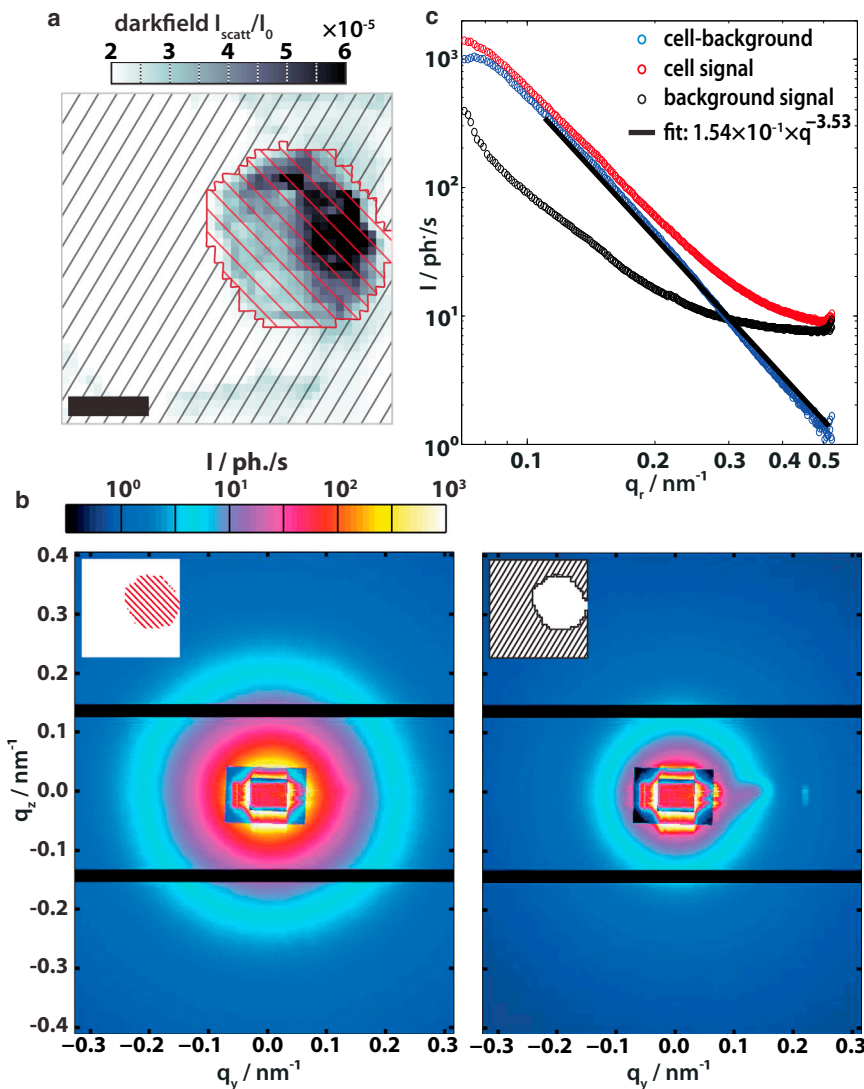 a
darkfield I_scatt/I_0
×10^-5
2 3 4 5 6
c
10^3
10^2
10^1
10^0
I / ph./s
cell-background
cell signal
background signal
fit: 1.54×10^-1×q^-3.53
0.1 0.2 0.3 0.4 0.5
q_r / nm^-1
I / ph./s
b
10^0 10^1 10^2 10^3
0.4
0.3
0.2
0.1
0.0
-0.1
-0.2
-0.3
-0.4
q_z / nm^-1
−0.3 −0.2 −0.1 0.0 0.1 0.2 0.3
q_y / nm^-1
−0.3 −0.2 −0.1 0.0 0.1 0.2 0.3
q_y / nm^-1